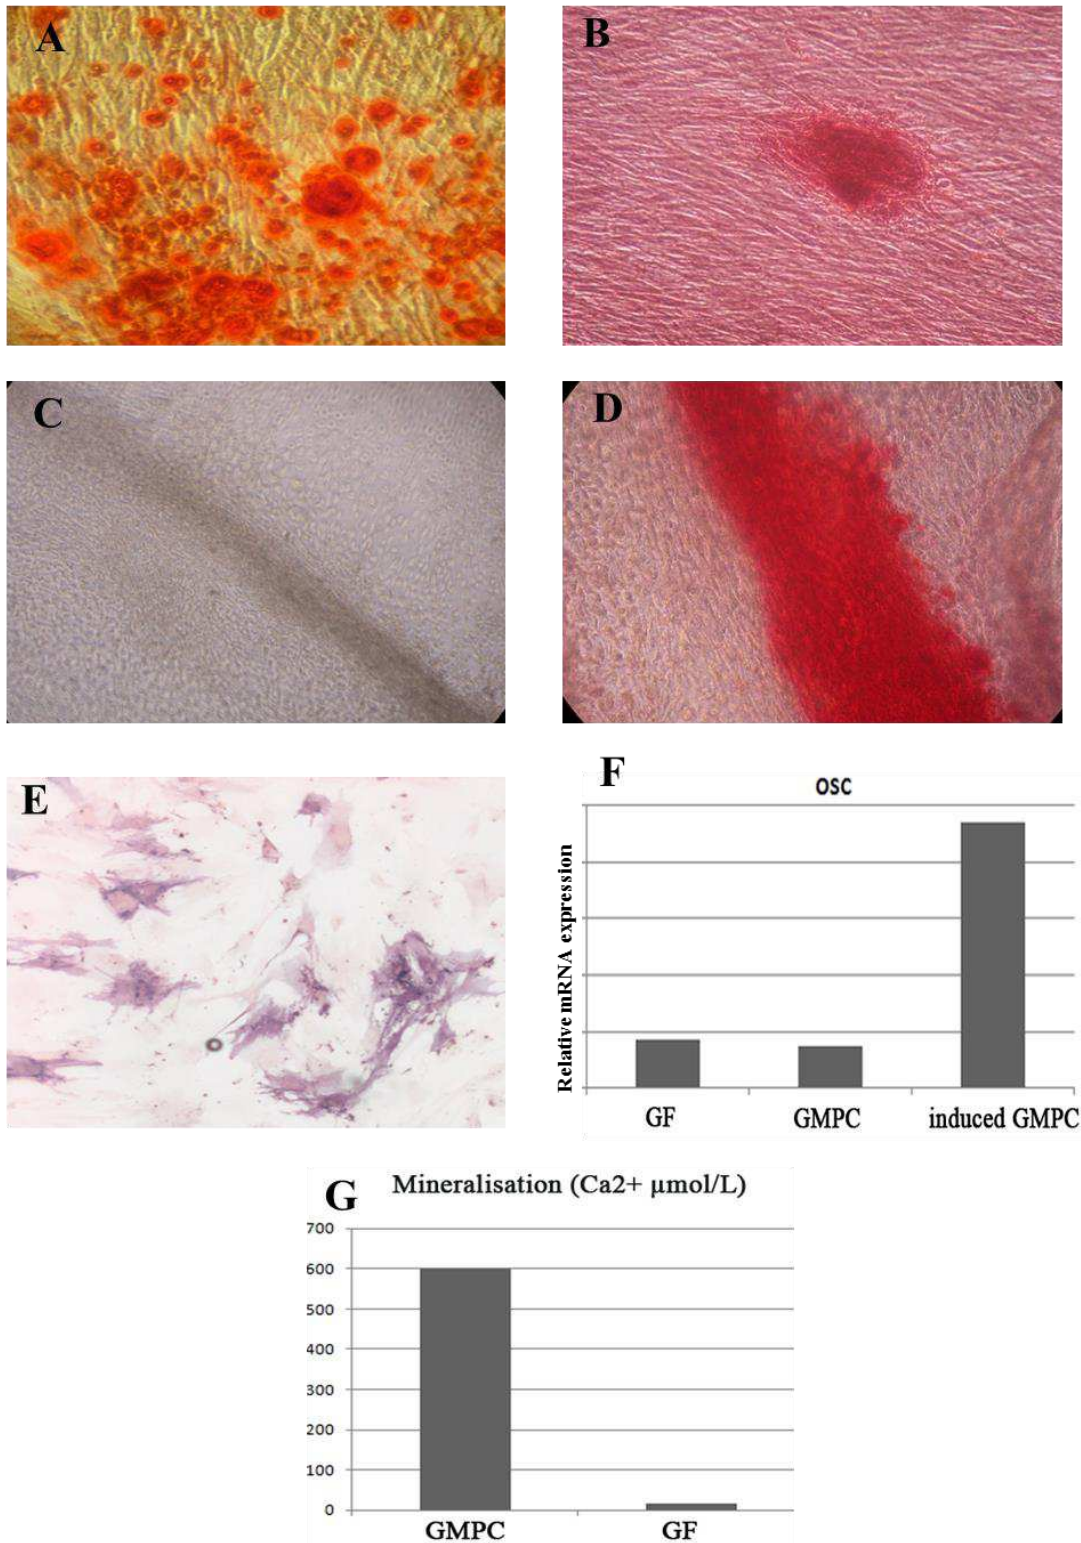 A
B
C
D
E
F
OSC
Relative mRNA expression
GF
GMPC
induced GMPC
G
Mineralisation (Ca2+ µmol/L)
700
600
500
400
300
200
100
0
GMPC
GF